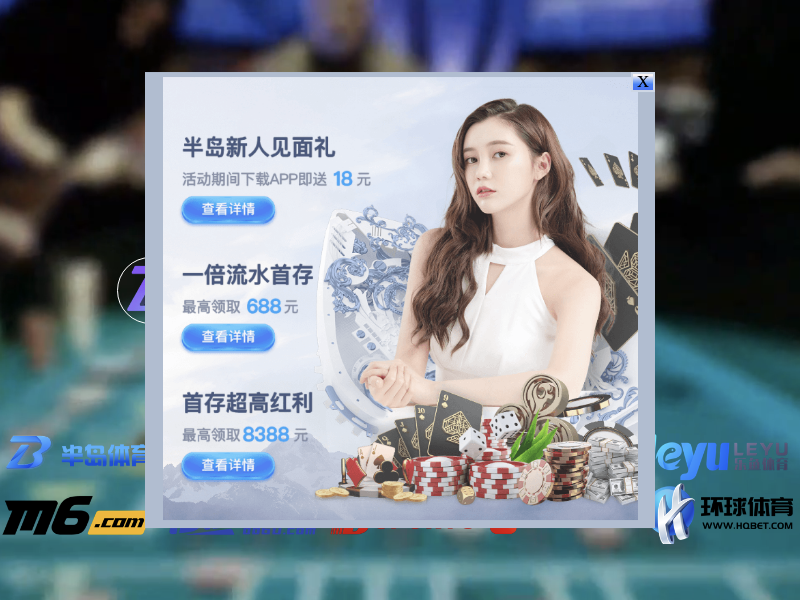 X
半岛新人见面礼
活动期间下载APP即送 18 元
查看详情
一倍流水首存
最高领取 688 元
查看详情
首存超高红利
最高领取 8388 元
查看详情
半岛体育
leyu LEYU
M6.com
环球体育
WWW.HQBET.COM